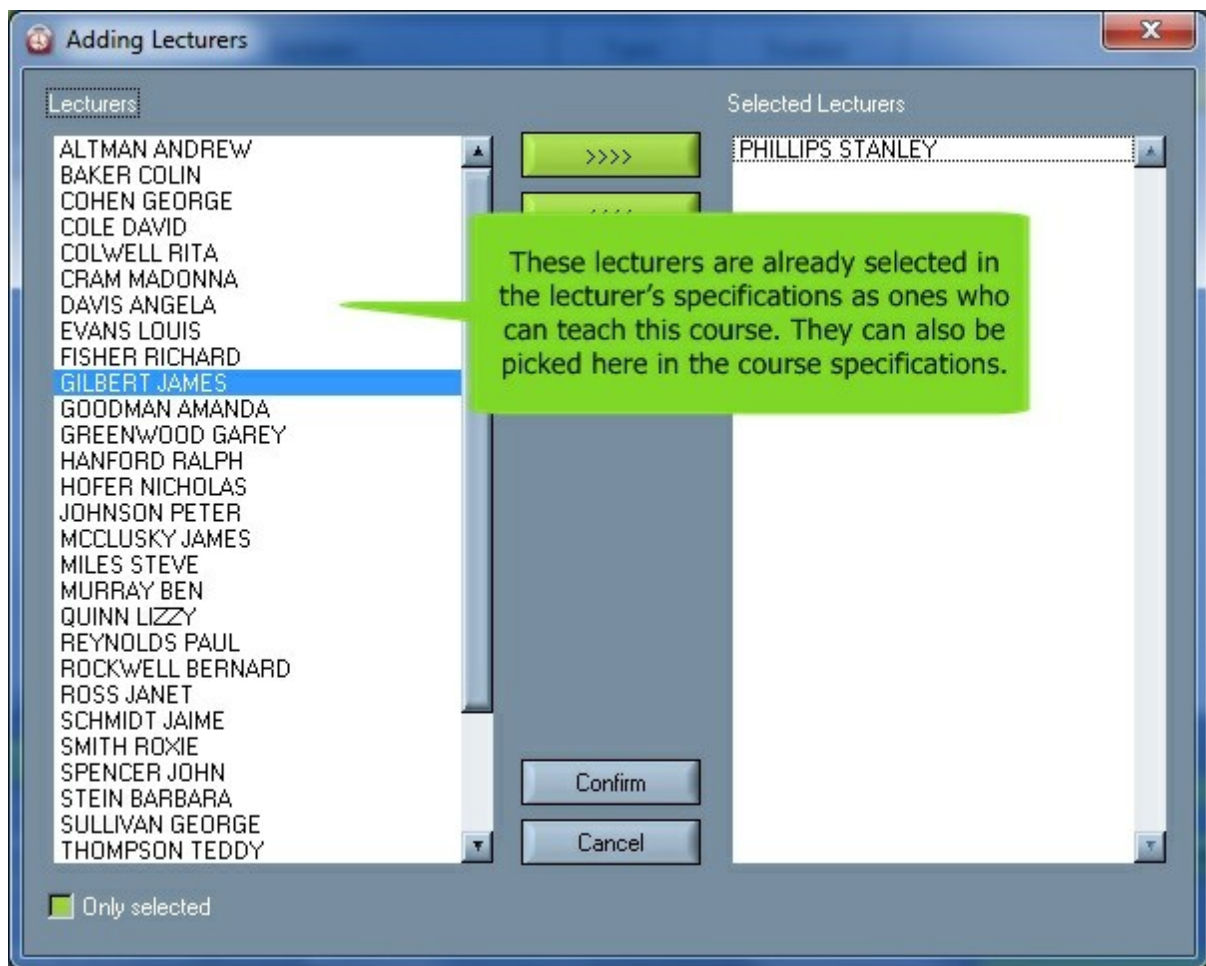 Adding Lecturers
X
Lecturers
Selected Lecturers
ALTMAN ANDREW
BAKER COLIN
COHEN GEORGE
COLE DAVID
COLWELL RITA
CRAM MADONNA
DAVIS ANGELA
EVANS LOUIS
FISHER RICHARD
GILBERT JAMES
GOODMAN AMANDA
GREENWOOD GAREY
HANFORD RALPH
HOFER NICHOLAS
JOHNSON PETER
MCCLUSKY JAMES
MILES STEVE
MURRAY BEN
QUINN LIZZY
REYNOLDS PAUL
ROCKWELL BERNARD
ROSS JANET
SCHMIDT JAIME
SMITH ROXIE
SPENCER JOHN
STEIN BARBARA
SULLIVAN GEORGE
THOMPSON TEDDY
>>>>
PHILLIPS STANLEY
These lecturers are already selected in
the lecturer's specifications as ones who
can teach this course. They can also be
picked here in the course specifications.
Confirm
Cancel
Only selected